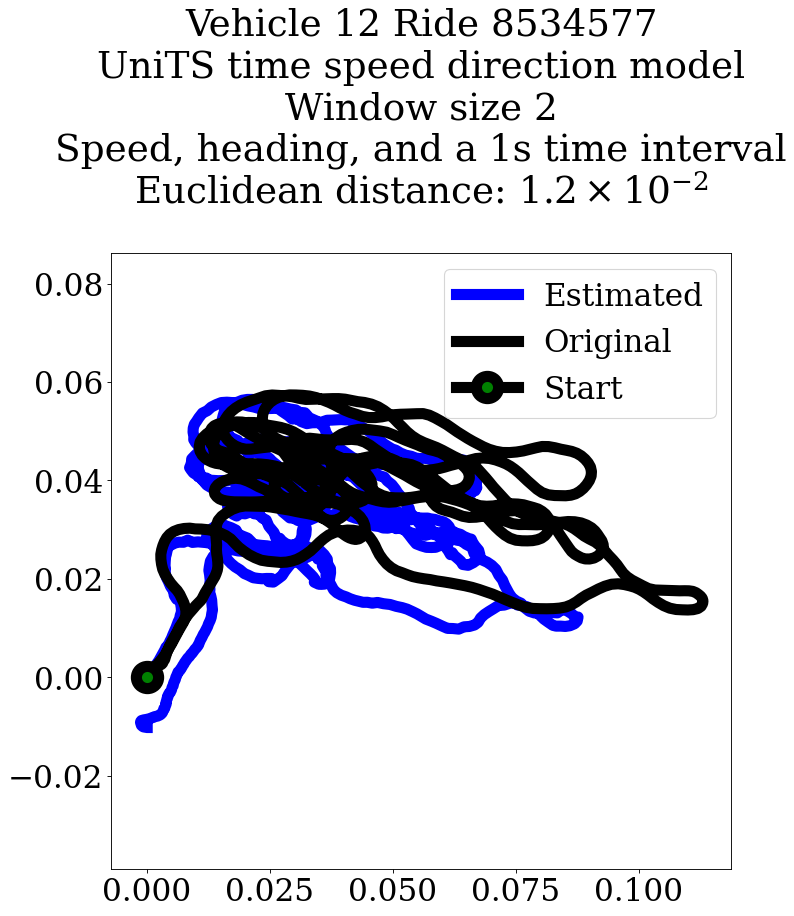 Vehicle 12 Ride 8534577
UniTS time speed direction model
Window size 2
Speed, heading, and a 1s time interval
Euclidean distance: 1.2 × 10⁻²
Estimated
Original
Start
0.08
0.06
0.04
0.02
0.00
−0.02
0.000 0.025 0.050 0.075 0.100